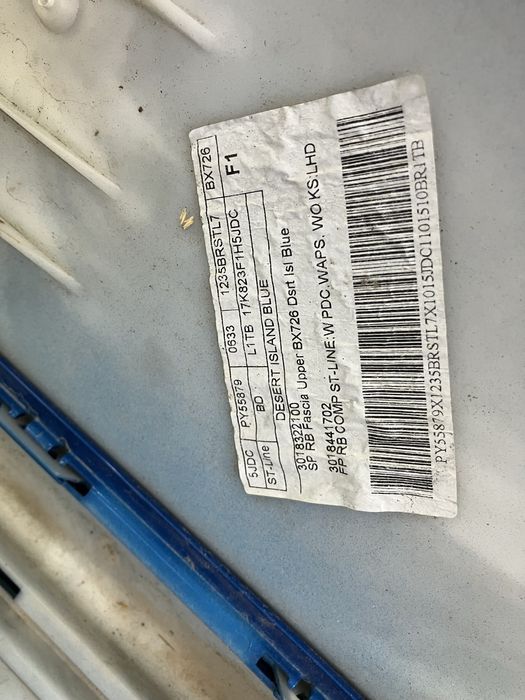 5JDC PY55879 0633 1235BRSTL7 BX726
ST-Line BD L1TB 17K823F1H5JDC F1
DESERT ISLAND BLUE
3018322100
SP RB Fascia Upper BX726 Dsrt Isl Blue
3018441702
FP RB COMP ST-LINE:W PDC.WAPS. WO KS:LHD
PY55879X1235BRSTL7X1015JDC1101510BR1TB